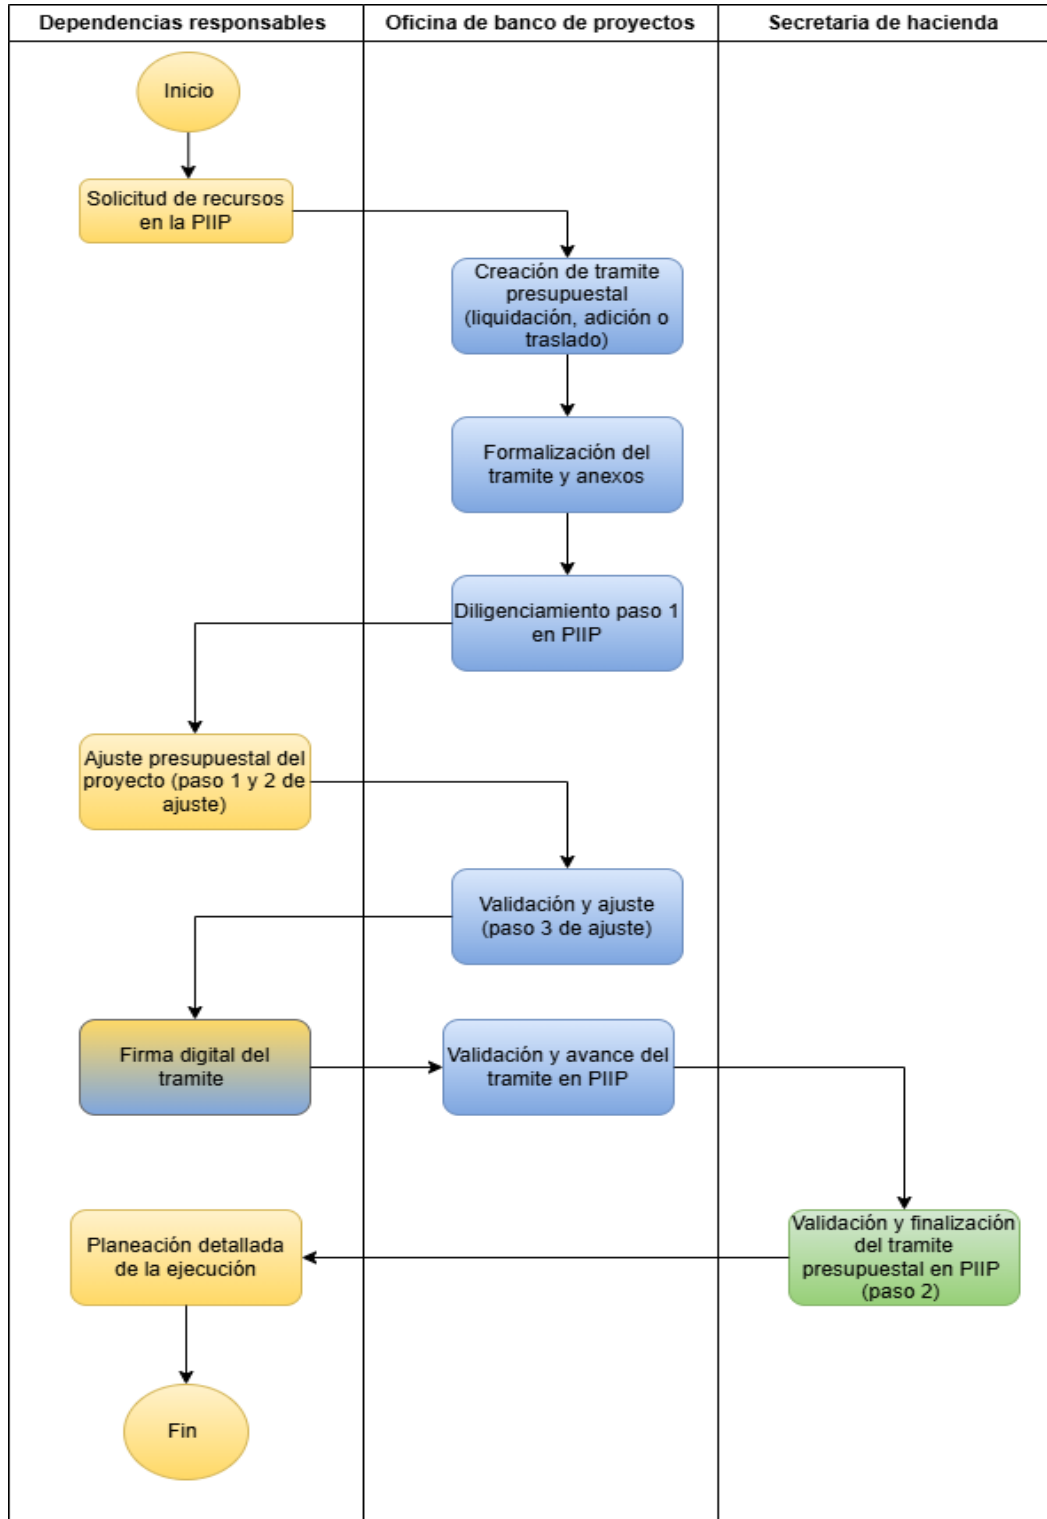 Dependencias responsables
Oficina de banco de proyectos
Secretaria de hacienda
Inicio
Solicitud de recursos
en la PIIP
Creación de tramite
presupuestal
(liquidación, adición o
traslado)
Formalización del
tramite y anexos
Diligenciamiento paso 1
en PIIP
Ajuste presupuestal del
proyecto (paso 1 y 2 de
ajuste)
Validación y ajuste
(paso 3 de ajuste)
Firma digital del
tramite
Validación y avance del
tramite en PIIP
Validación y finalización
del tramite
presupuestal en PIIP
(paso 2)
Planeación detallada
de la ejecución
Fin